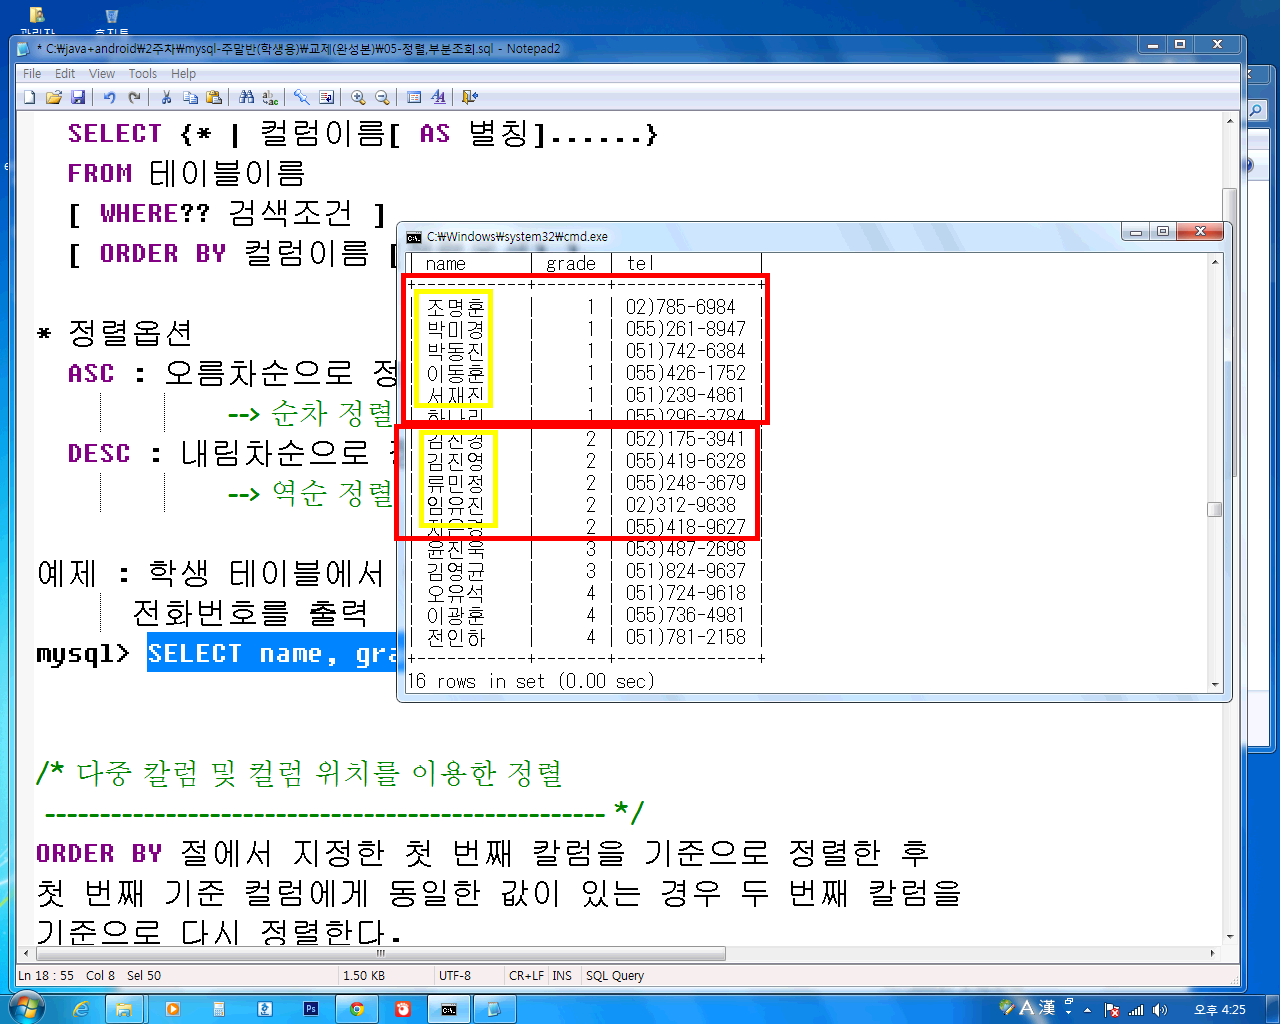 관리자 휴지통
* C:\java+android\2주차\mysql-주말반(학생용)\교제(완성본)\05-정렬,부분조회.sql - Notepad2
File Edit View Tools Help
SELECT {* | 컬럼이름[ AS 별칭]......}
FROM 테이블이름
[ WHERE?? 검색조건 ]
[ ORDER BY 컬럼이름 [
* 정렬옵션
ASC : 오름차순으로 정
--> 순차 정렬
DESC : 내림차순으로
--> 역순 정렬
예제 : 학생 테이블에서
전화번호를 출력
mysql> SELECT name, gra
/* 다중 칼럼 및 컬럼 위치를 이용한 정렬
-------------------------------------------------- */
ORDER BY 절에서 지정한 첫 번째 칼럼을 기준으로 정렬한 후
첫 번째 기준 컬럼에게 동일한 값이 있는 경우 두 번째 칼럼을
기준으로 다시 정렬한다.
C:\Windows\system32\cmd.exe
| name | grade | tel |
+------------+-------+--------------+
| 조명훈 | 1 | 02)785-6984 |
| 박미경 | 1 | 055)261-8947 |
| 박동진 | 1 | 051)742-6384 |
| 이동훈 | 1 | 055)426-1752 |
| 서재진 | 1 | 051)239-4861 |
| 하나리 | 1 | 055)296-3784 |
| 김진경 | 2 | 052)175-3941 |
| 김진영 | 2 | 055)419-6328 |
| 류민정 | 2 | 055)248-3679 |
| 임유진 | 2 | 02)312-9838 |
| 지은경 | 2 | 055)418-9627 |
| 윤진욱 | 3 | 053)487-2698 |
| 김영균 | 3 | 051)824-9637 |
| 오유석 | 4 | 051)724-9618 |
| 이광훈 | 4 | 055)736-4981 |
| 전인하 | 4 | 051)781-2158 |
+------------+-------+--------------+
16 rows in set (0.00 sec)
Ln 18 : 55 Col 8 Sel 50 1.50 KB UTF-8 CR+LF INS SQL Query
A 漢 오후 4:25